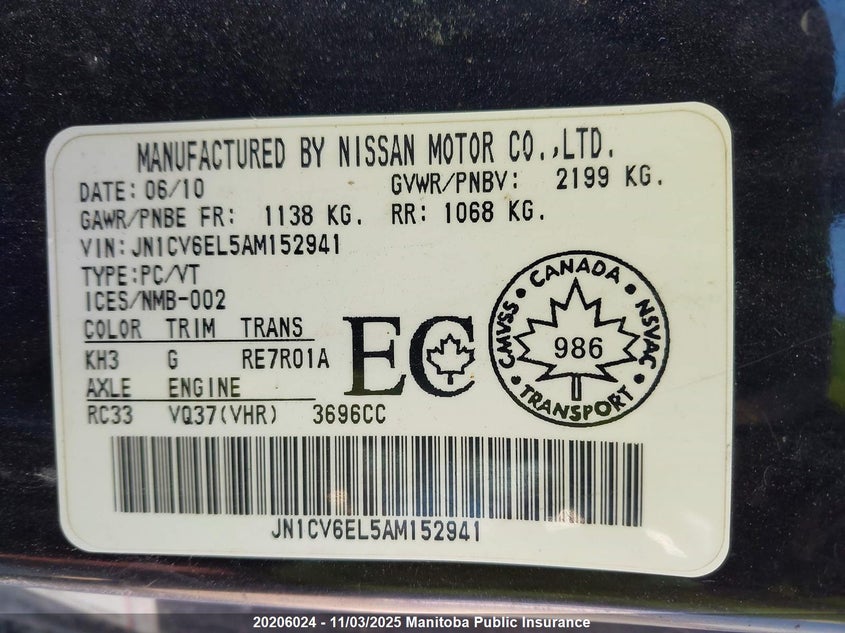 MANUFACTURED BY NISSAN MOTOR CO.,LTD.
DATE: 06/10 GVWR/PNBV: 2199 KG.
GAWR/PNBE FR: 1138 KG. RR: 1068 KG.
VIN: JN1CV6EL5AM152941
TYPE:PC/VT
ICES/NMB-002
COLOR TRIM TRANS
KH3 G RE7R01A
AXLE ENGINE
RC33 VQ37(VHR) 3696CC
EC
CMVSS • CANADA • NSVAC • TRANSPORT •
986
JN1CV6EL5AM152941
20206024 - 11/03/2025 Manitoba Public Insurance